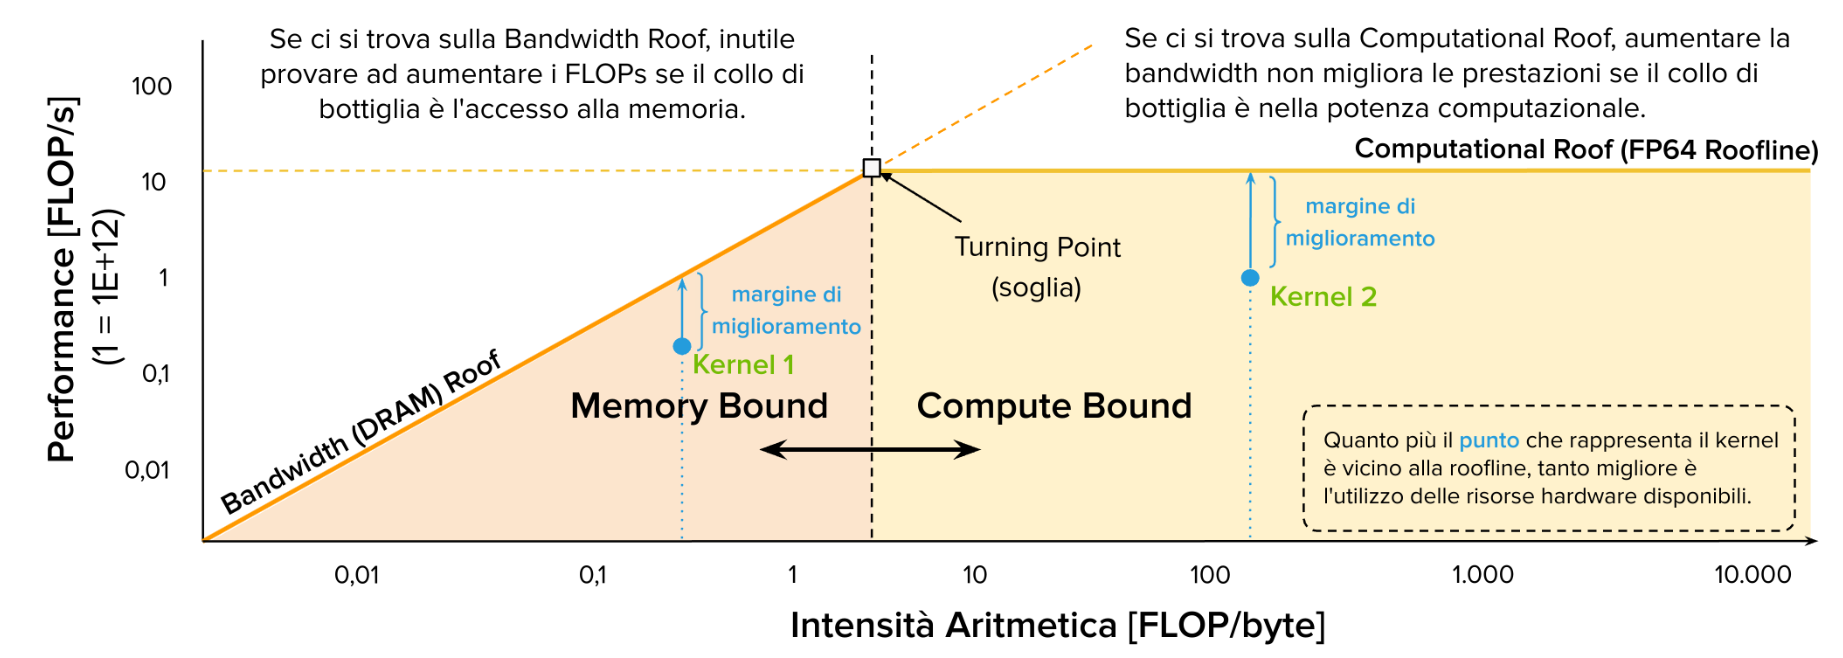 Se ci si trova sulla Bandwidth Roof, inutile
provare ad aumentare i FLOPs se il collo di
bottiglia è l'accesso alla memoria.
Se ci si trova sulla Computational Roof, aumentare la
bandwidth non migliora le prestazioni se il collo di
bottiglia è nella potenza computazionale.
Computational Roof (FP64 Roofline)
Performance [FLOP/s]
(1 = 1E+12)
100
10
1
0,1
0,01
margine di
miglioramento
Kernel 2
Turning Point
(soglia)
margine di
miglioramento
Kernel 1
Bandwidth (DRAM) Roof
Memory Bound
Compute Bound
Quanto più il punto che rappresenta il kernel
è vicino alla roofline, tanto migliore è
l'utilizzo delle risorse hardware disponibili.
0,01
0,1
1
10
100
1.000
10.000
Intensità Aritmetica [FLOP/byte]